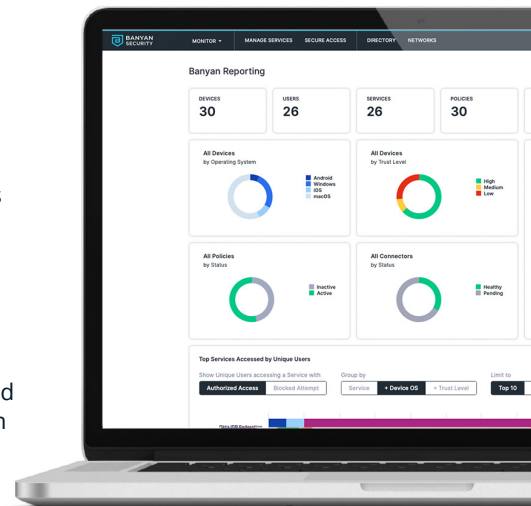 BANYAN
SECURITY
MONITOR
MANAGE SERVICES
SECURE ACCESS
DIRECTORY
NETWORKS
Banyan Reporting
DEVICES
30
USERS
26
SERVICES
26
POLICIES
30
All Devices
by Operating System
Android
Windows
iOS
macOS
All Devices
by Trust Level
High
Medium
Low
All Policies
by Status
Inactive
Active
All Connectors
by Status
Healthy
Pending
Top Services Accessed by Unique Users
Show Unique Users accessing a Service with
Authorized Access
Blocked Attempt
Group by
Service
+ Device OS
+ Trust Level
Limit to
Top 10